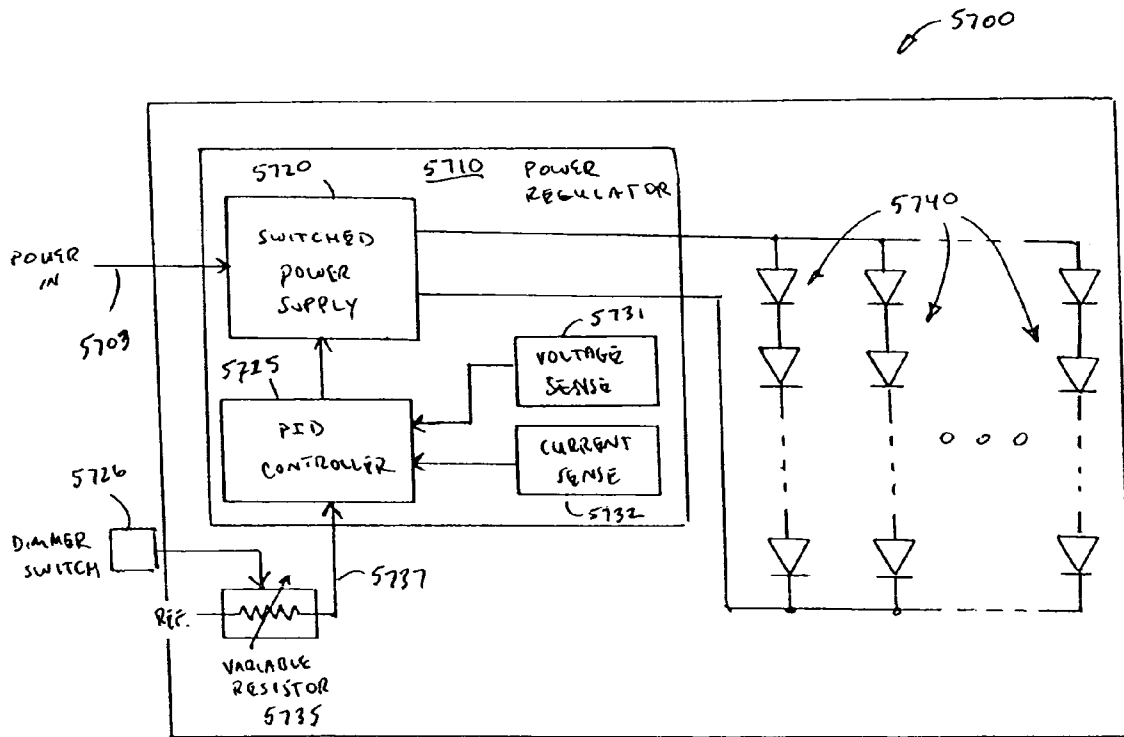 5700
5720
5710 POWER
REGULATOR
SWITCHED
POWER
SUPPLY
5740
POWER
IN
5703
5731
VOLTAGE
SENSE
5725
PID
CONTROLLER
CURRENT
SENSE
5732
5726
DIMMER
SWITCH
5737
REF.
VARIABLE
RESISTOR
5735